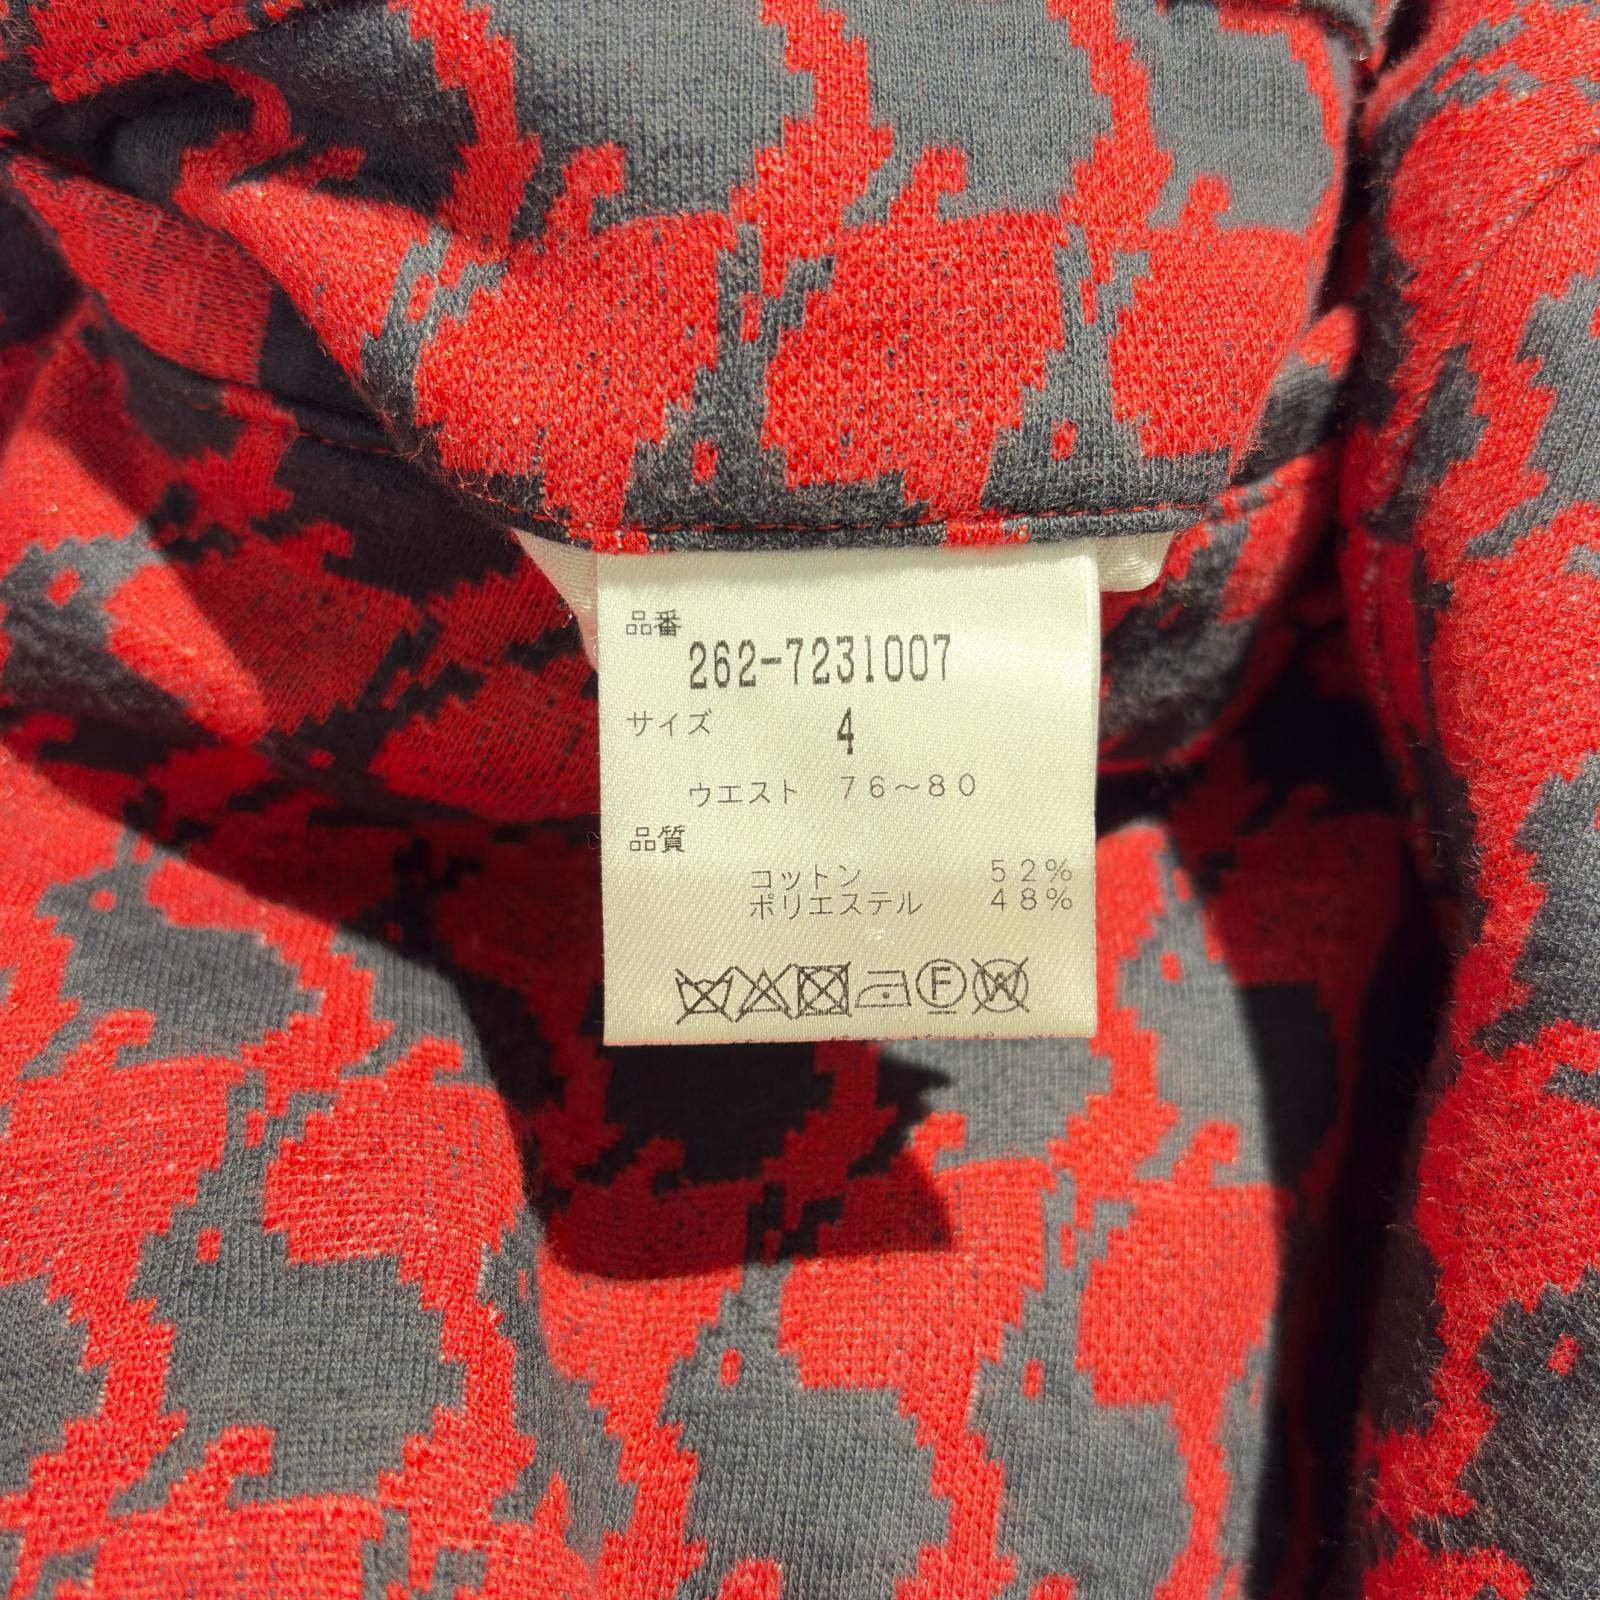 品番
262-7231007
サイズ 4
ウエスト 76～80
品質
コットン 52%
ポリエステル 48%
F W